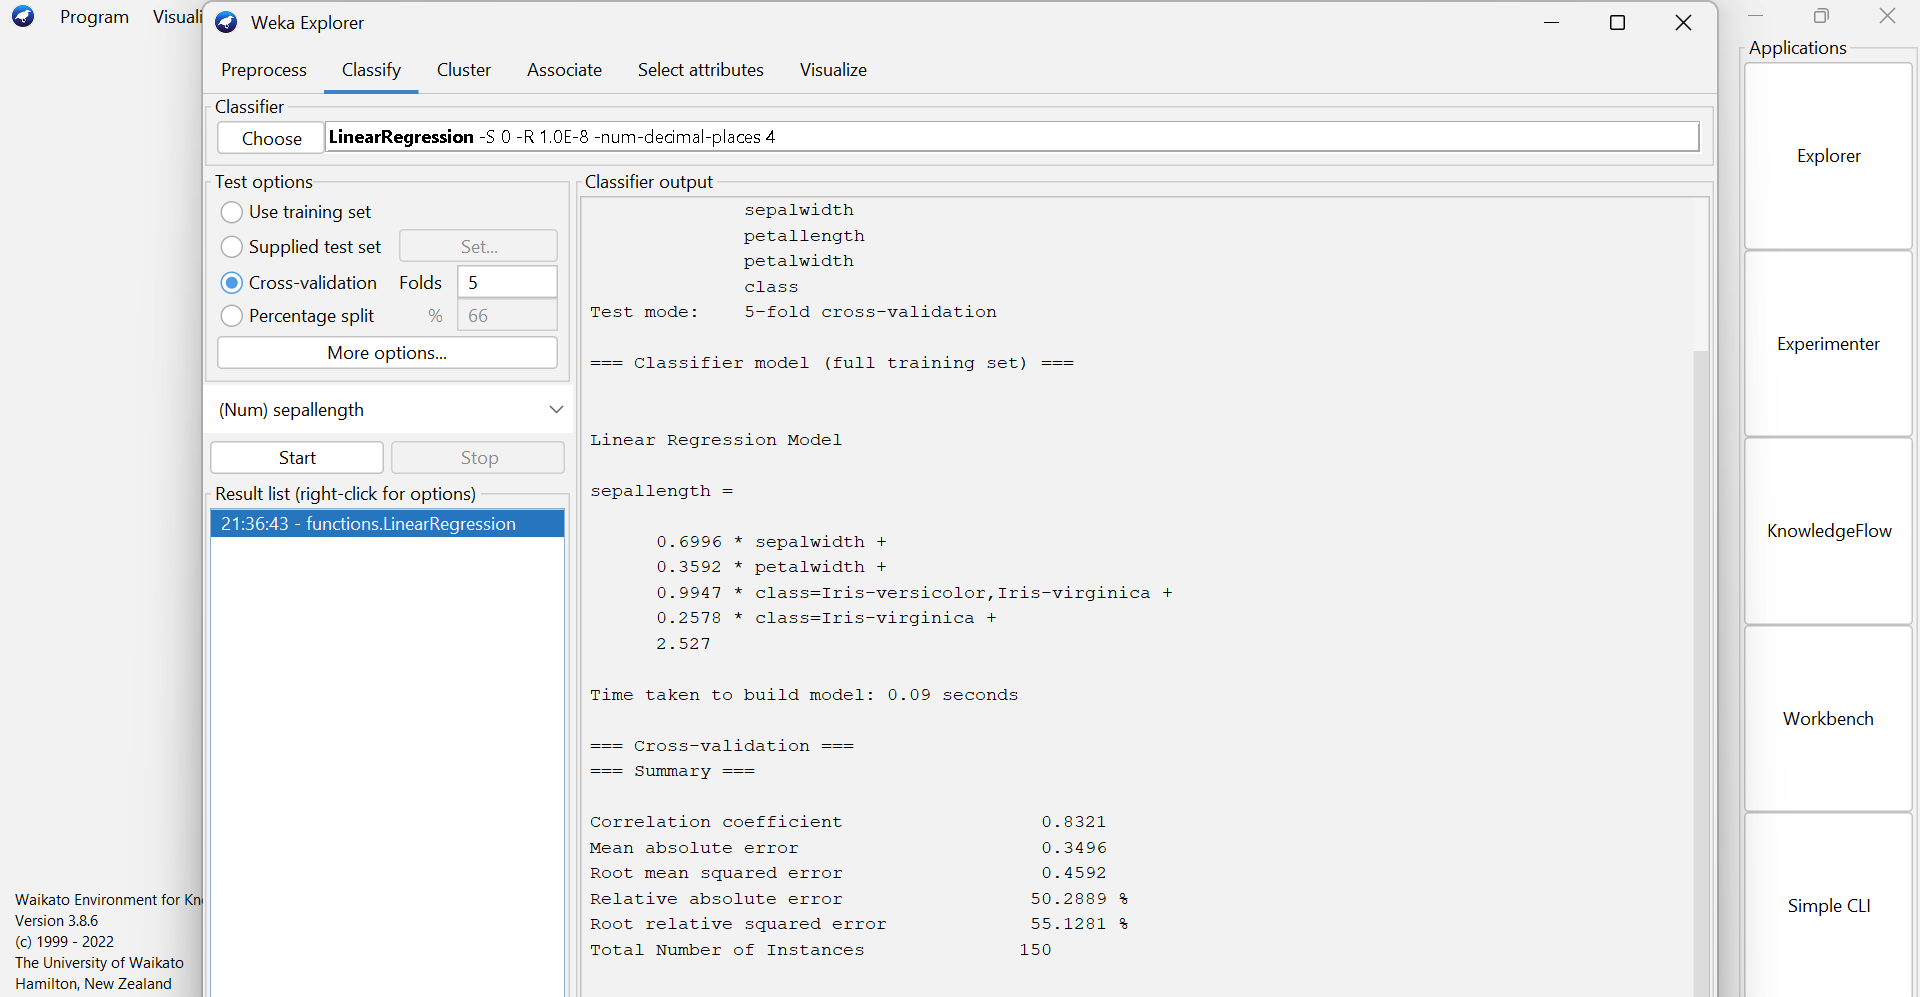 Program Visuali
Weka Explorer
Preprocess Classify Cluster Associate Select attributes Visualize
Classifier
Choose LinearRegression -S 0 -R 1.0E-8 -num-decimal-places 4
Test options
Use training set
Supplied test set Set...
Cross-validation Folds 5
Percentage split % 66
More options...
(Num) sepallength
Start Stop
Result list (right-click for options)
21:36:43 - functions.LinearRegression
Classifier output
sepalwidth
petallength
petalwidth
class
Test mode: 5-fold cross-validation
=== Classifier model (full training set) ===
Linear Regression Model
sepallength =
0.6996 * sepalwidth +
0.3592 * petalwidth +
0.9947 * class=Iris-versicolor,Iris-virginica +
0.2578 * class=Iris-virginica +
2.527
Time taken to build model: 0.09 seconds
=== Cross-validation ===
=== Summary ===
Correlation coefficient 0.8321
Mean absolute error 0.3496
Root mean squared error 0.4592
Relative absolute error 50.2889 %
Root relative squared error 55.1281 %
Total Number of Instances 150
Applications
Explorer
Experimenter
KnowledgeFlow
Workbench
Simple CLI
Waikato Environment for Kn
Version 3.8.6
(c) 1999 - 2022
The University of Waikato
Hamilton, New Zealand